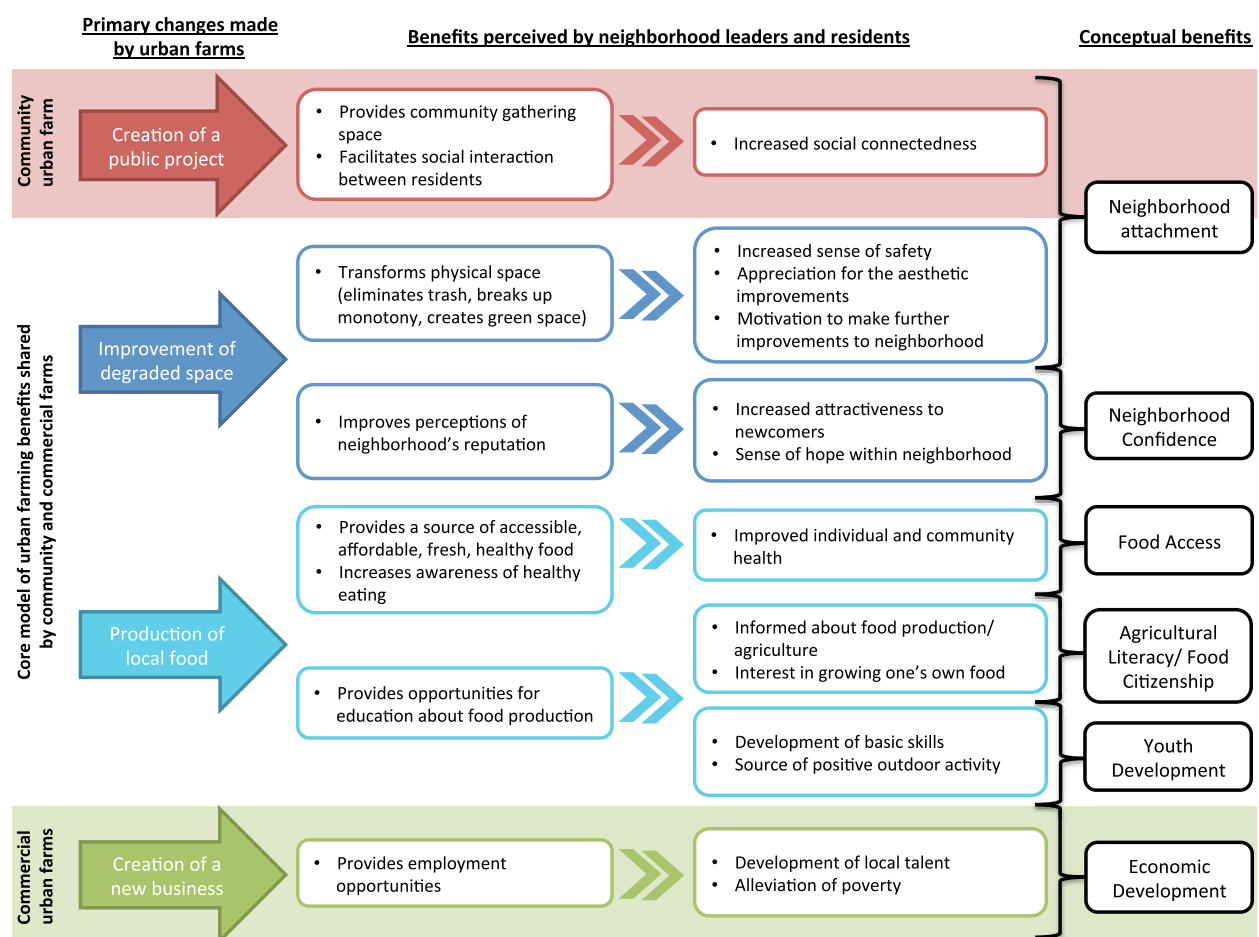 Primary changes made
by urban farms
Benefits perceived by neighborhood leaders and residents
Conceptual benefits
Community
urban farm
Creation of a
public project
• Provides community gathering
space
• Facilitates social interaction
between residents
• Increased social connectedness
Neighborhood
attachment
Core model of urban farming benefits shared
by community and commercial farms
Improvement of
degraded space
• Transforms physical space
(eliminates trash, breaks up
monotony, creates green space)
• Increased sense of safety
• Appreciation for the aesthetic
improvements
• Motivation to make further
improvements to neighborhood
• Improves perceptions of
neighborhood's reputation
• Increased attractiveness to
newcomers
• Sense of hope within neighborhood
Neighborhood
Confidence
Production of
local food
• Provides a source of accessible,
affordable, fresh, healthy food
• Increases awareness of healthy
eating
• Improved individual and community
health
Food Access
• Provides opportunities for
education about food production
• Informed about food production/
agriculture
• Interest in growing one's own food
Agricultural
Literacy/ Food
Citizenship
• Development of basic skills
• Source of positive outdoor activity
Youth
Development
Commercial
urban farms
Creation of a
new business
• Provides employment
opportunities
• Development of local talent
• Alleviation of poverty
Economic
Development